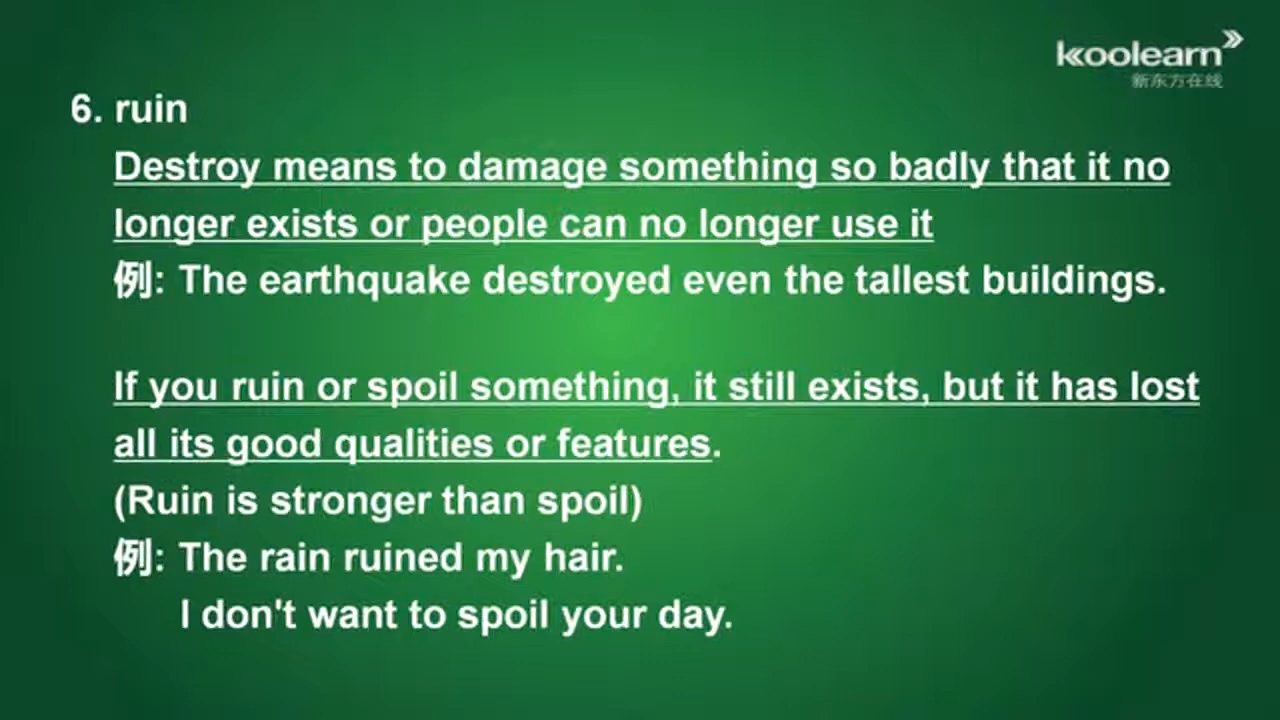 koolearn
新东方在线
6. ruin
Destroy means to damage something so badly that it no
longer exists or people can no longer use it
例: The earthquake destroyed even the tallest buildings.
If you ruin or spoil something, it still exists, but it has lost
all its good qualities or features.
(Ruin is stronger than spoil)
例: The rain ruined my hair.
I don't want to spoil your day.